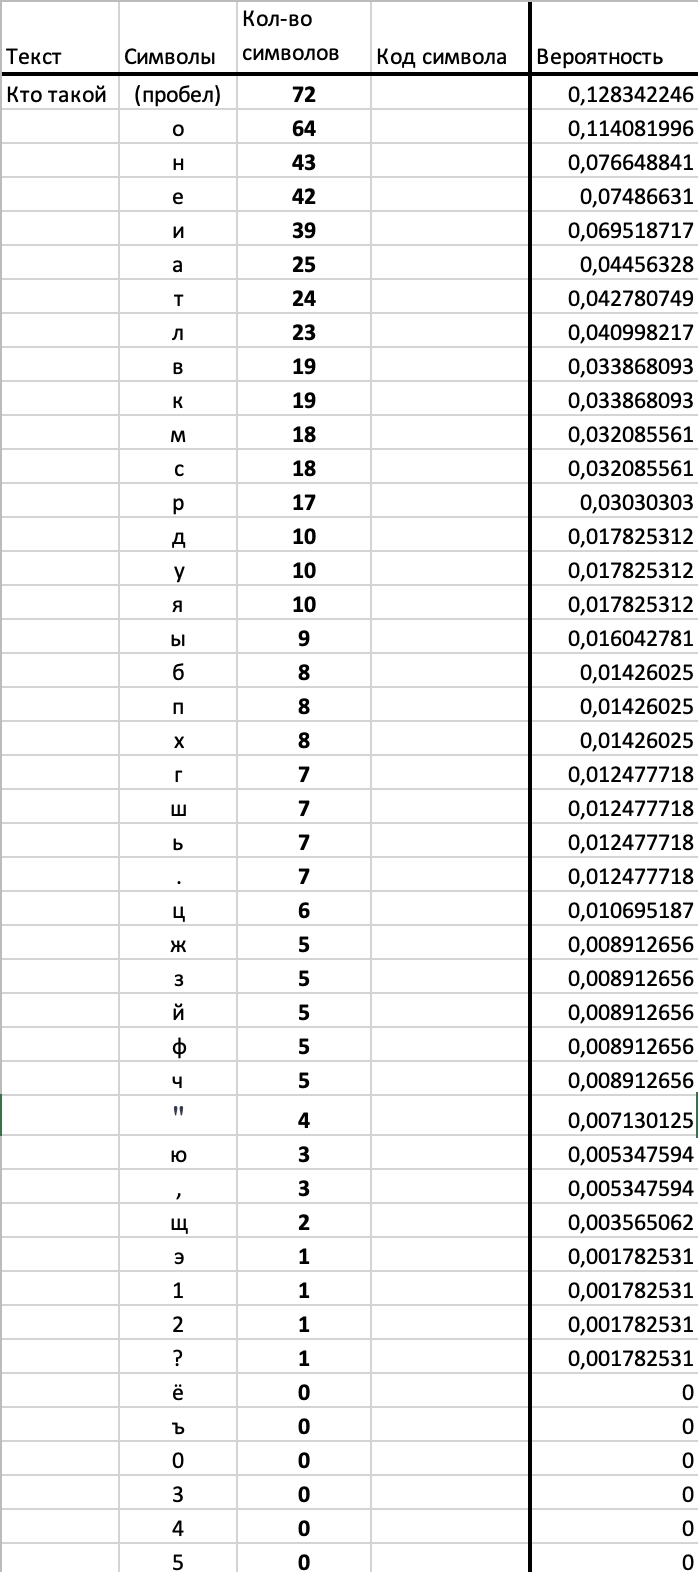 Текст Символы Кол-во символов Код символа Вероятность
Кто такой (пробел) 72 0,128342246
о 64 0,114081996
н 43 0,076648841
е 42 0,07486631
и 39 0,069518717
а 25 0,04456328
т 24 0,042780749
л 23 0,040998217
в 19 0,033868093
к 19 0,033868093
м 18 0,032085561
с 18 0,032085561
р 17 0,03030303
д 10 0,017825312
у 10 0,017825312
я 10 0,017825312
ы 9 0,016042781
б 8 0,01426025
п 8 0,01426025
х 8 0,01426025
г 7 0,012477718
ш 7 0,012477718
ь 7 0,012477718
. 7 0,012477718
ц 6 0,010695187
ж 5 0,008912656
з 5 0,008912656
й 5 0,008912656
ф 5 0,008912656
ч 5 0,008912656
" 4 0,007130125
ю 3 0,005347594
, 3 0,005347594
щ 2 0,003565062
э 1 0,001782531
1 1 0,001782531
2 1 0,001782531
? 1 0,001782531
ё 0 0
ъ 0 0
0 0 0
3 0 0
4 0 0
5 0 0